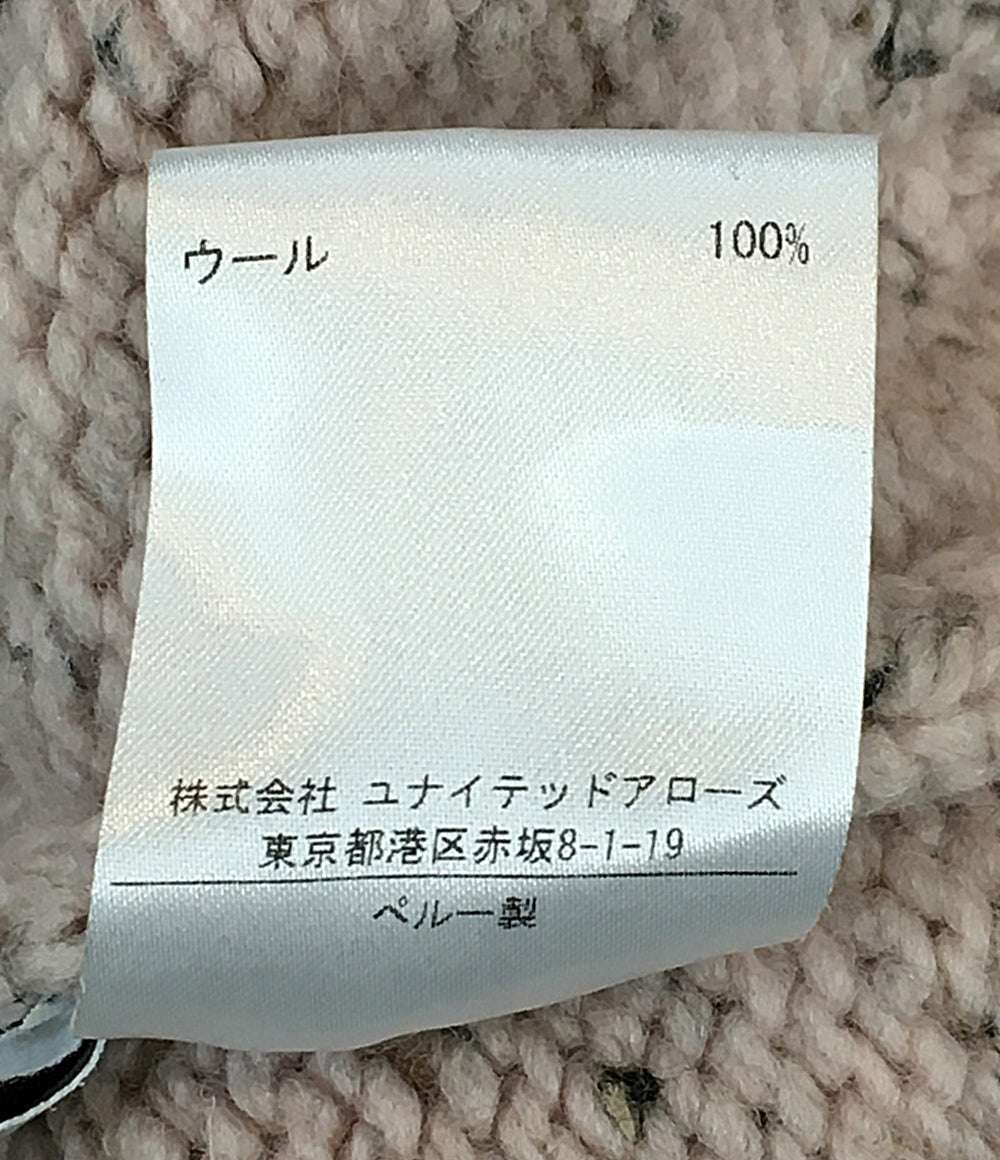 ウール 100%
株式会社 ユナイテッドアローズ
東京都港区赤坂8-1-19
ペルー製